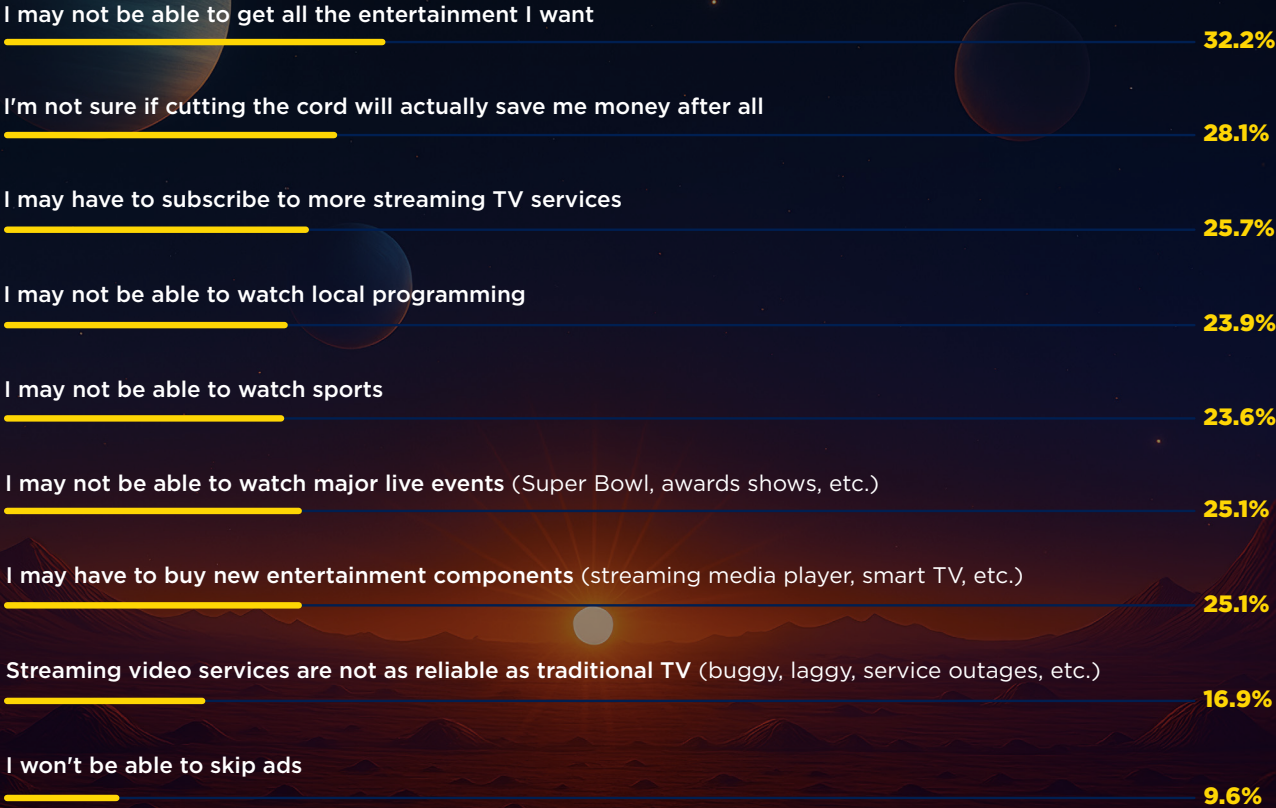 I may not be able to get all the entertainment I want
32.2%
I'm not sure if cutting the cord will actually save me money after all
28.1%
I may have to subscribe to more streaming TV services
25.7%
I may not be able to watch local programming
23.9%
I may not be able to watch sports
23.6%
I may not be able to watch major live events (Super Bowl, awards shows, etc.)
25.1%
I may have to buy new entertainment components (streaming media player, smart TV, etc.)
25.1%
Streaming video services are not as reliable as traditional TV (buggy, laggy, service outages, etc.)
16.9%
I won't be able to skip ads
9.6%